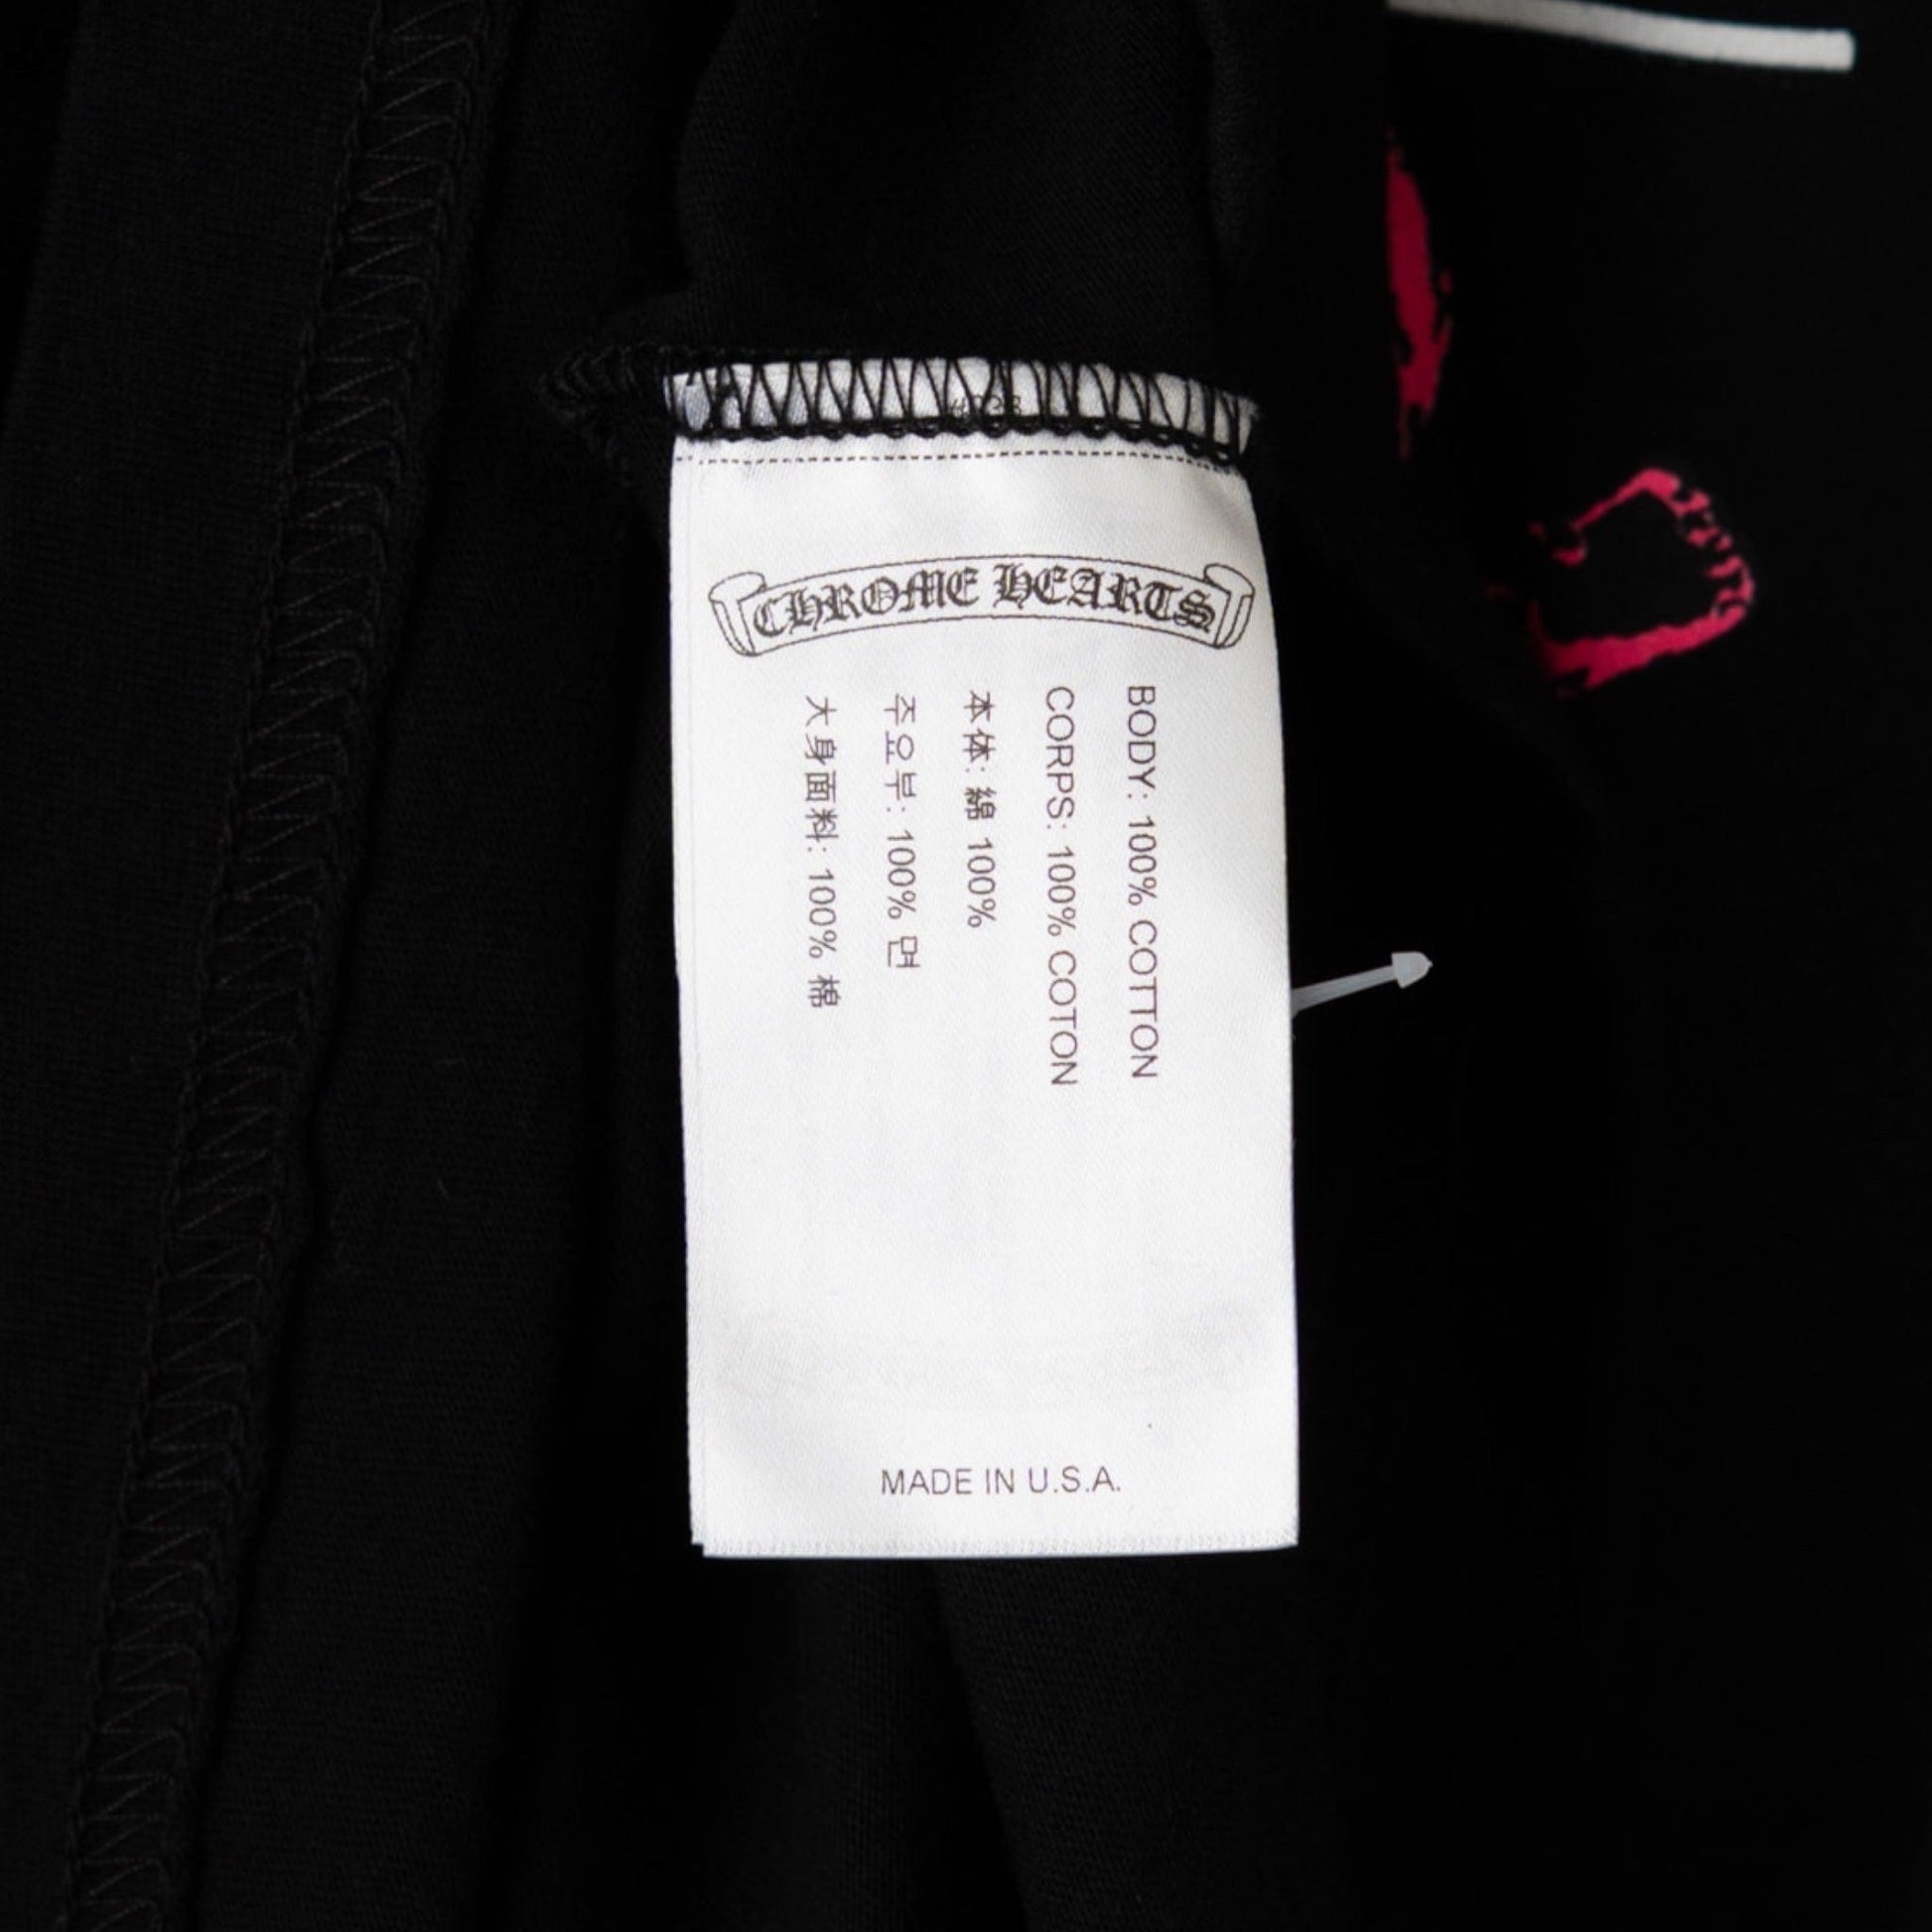 CHROME HEARTS
BODY: 100% COTTON
CORPS: 100% COTON
本体: 綿 100%
주요부: 100% 면
大身面料: 100% 棉
MADE IN U.S.A.